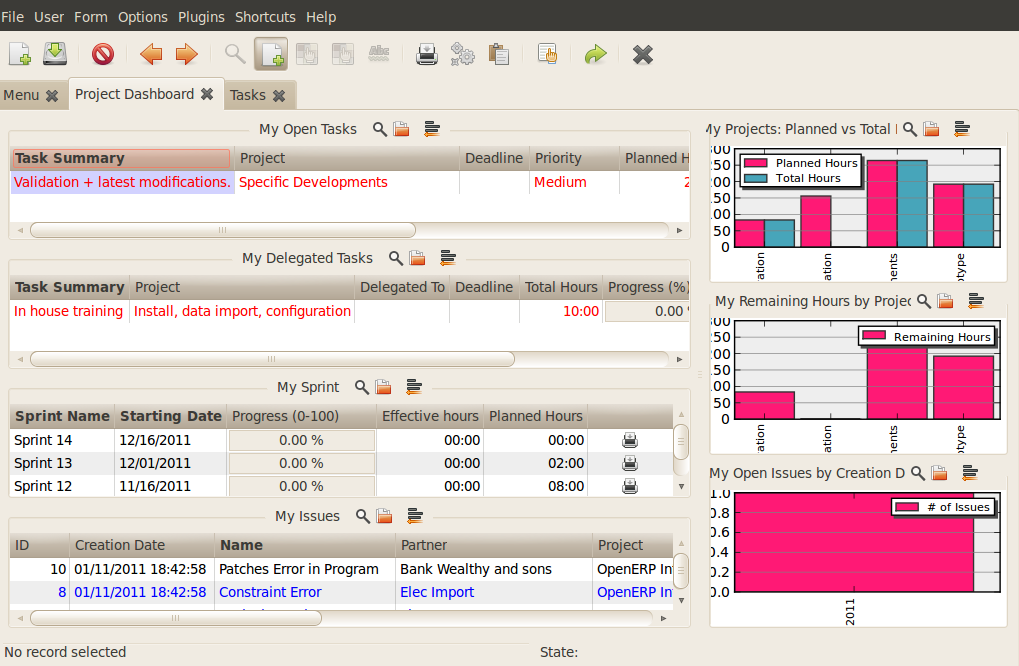 File User Form Options Plugins Shortcuts Help
Menu Project Dashboard Tasks
My Open Tasks
Task Summary Project Deadline Priority Planned H
Validation + latest modifications. Specific Developments Medium 2
My Delegated Tasks
Task Summary Project Delegated To Deadline Total Hours Progress (%)
In house training Install, data import, configuration 10:00 0.00 %
My Sprint
Sprint Name Starting Date Progress (0-100) Effective hours Planned Hours
Sprint 14 12/16/2011 0.00 % 00:00 00:00
Sprint 13 12/01/2011 0.00 % 00:00 02:00
Sprint 12 11/16/2011 0.00 % 00:00 08:00
My Issues
ID Creation Date Name Partner Project
10 01/11/2011 18:42:58 Patches Error in Program Bank Wealthy and sons OpenERP In
8 01/11/2011 18:42:58 Constraint Error Elec Import OpenERP In
My Projects: Planned vs Total
Planned Hours
Total Hours
300
250
200
150
100
50
0
ation ation ents otype
My Remaining Hours by Projec
Remaining Hours
300
250
200
150
100
50
0
ation ation ents otype
My Open Issues by Creation D
# of Issues
1.0
0.8
0.6
0.4
0.2
0.0
2011
No record selected State: